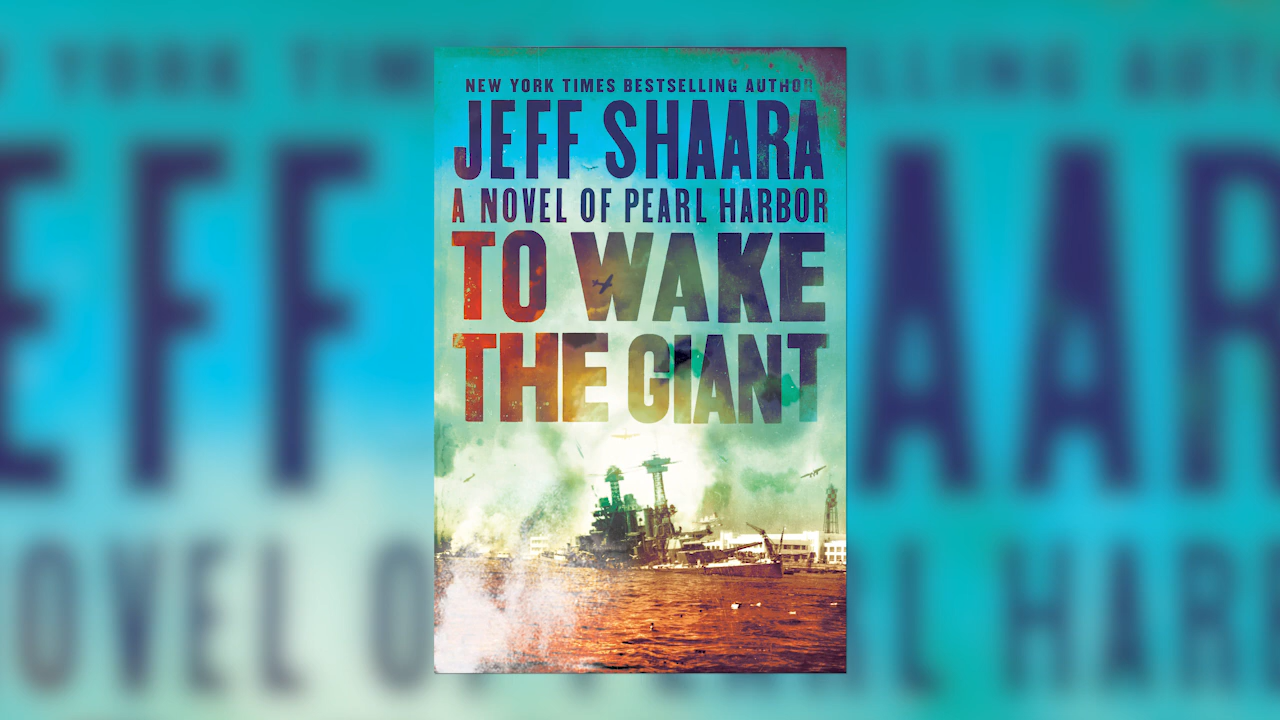 NEW YORK TIMES BESTSELLING AUTHOR
JEFF SHAARA
A NOVEL OF PEARL HARBOR
TO WAKE
THE GIANT